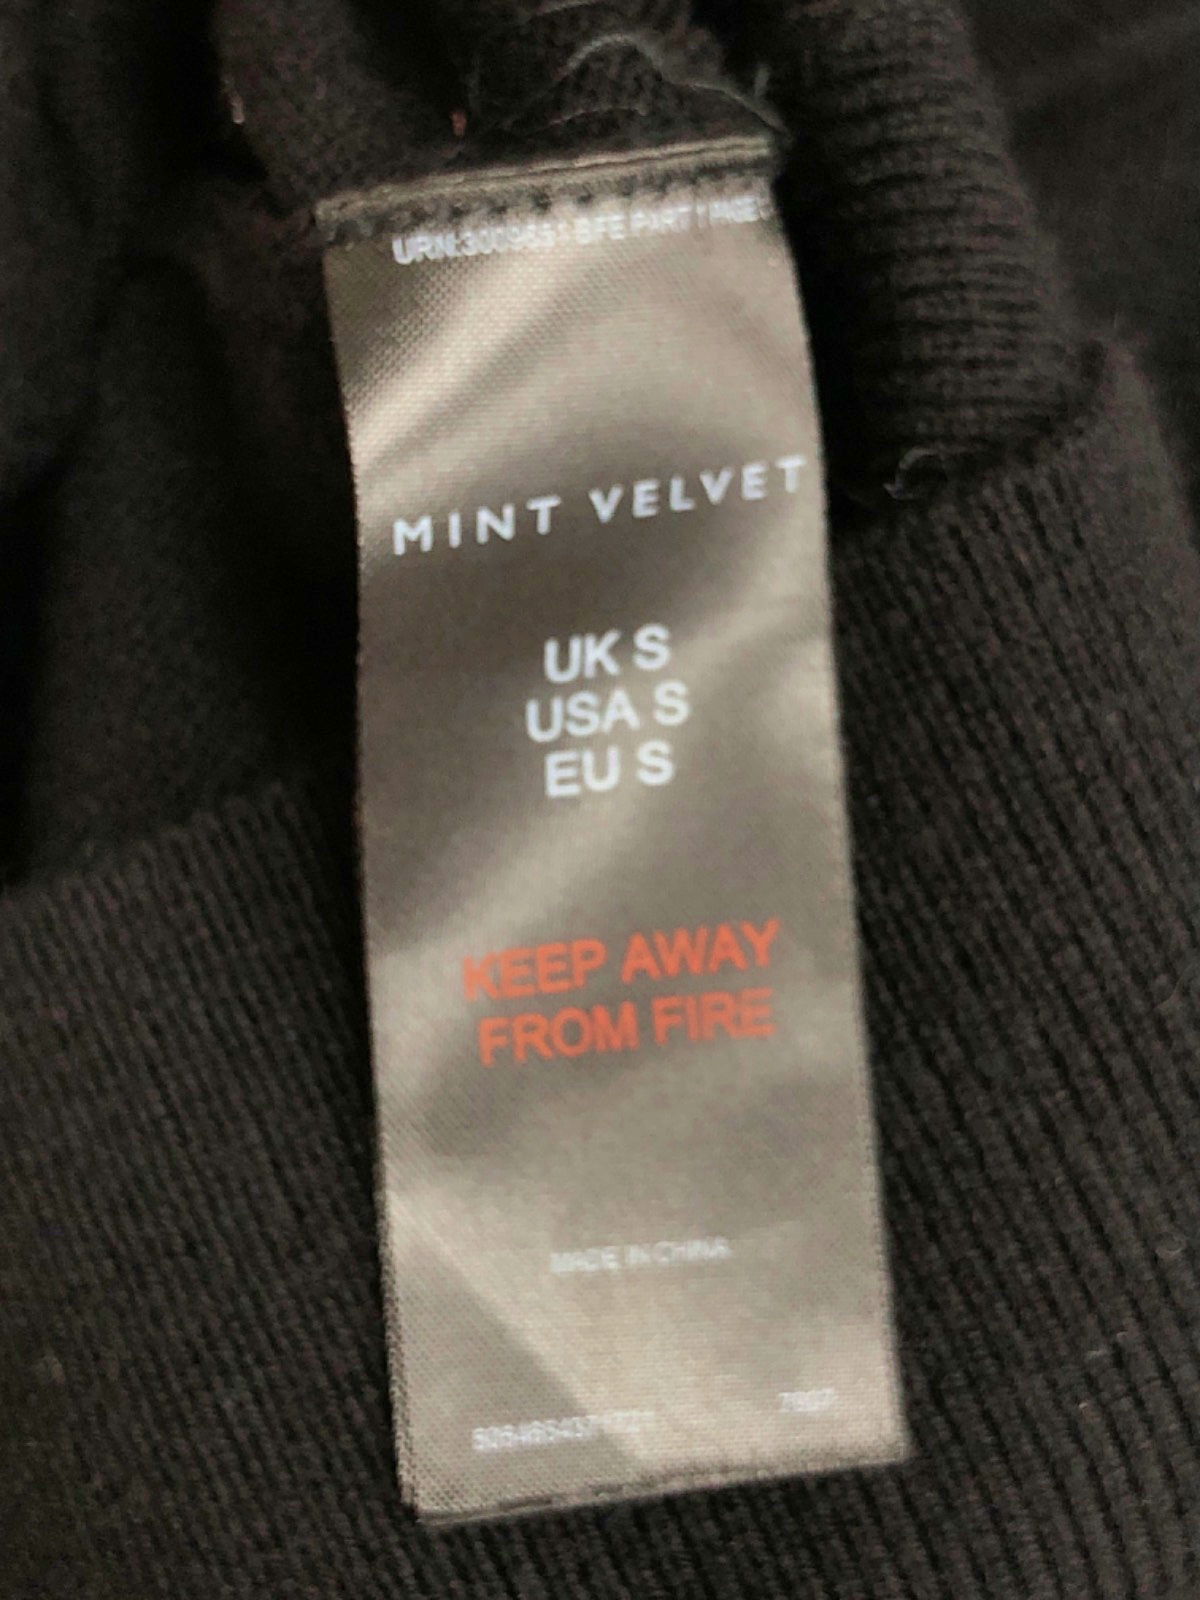 MINT VELVET
UK S
USA S
EU S
KEEP AWAY
FROM FIRE
MADE IN CHINA